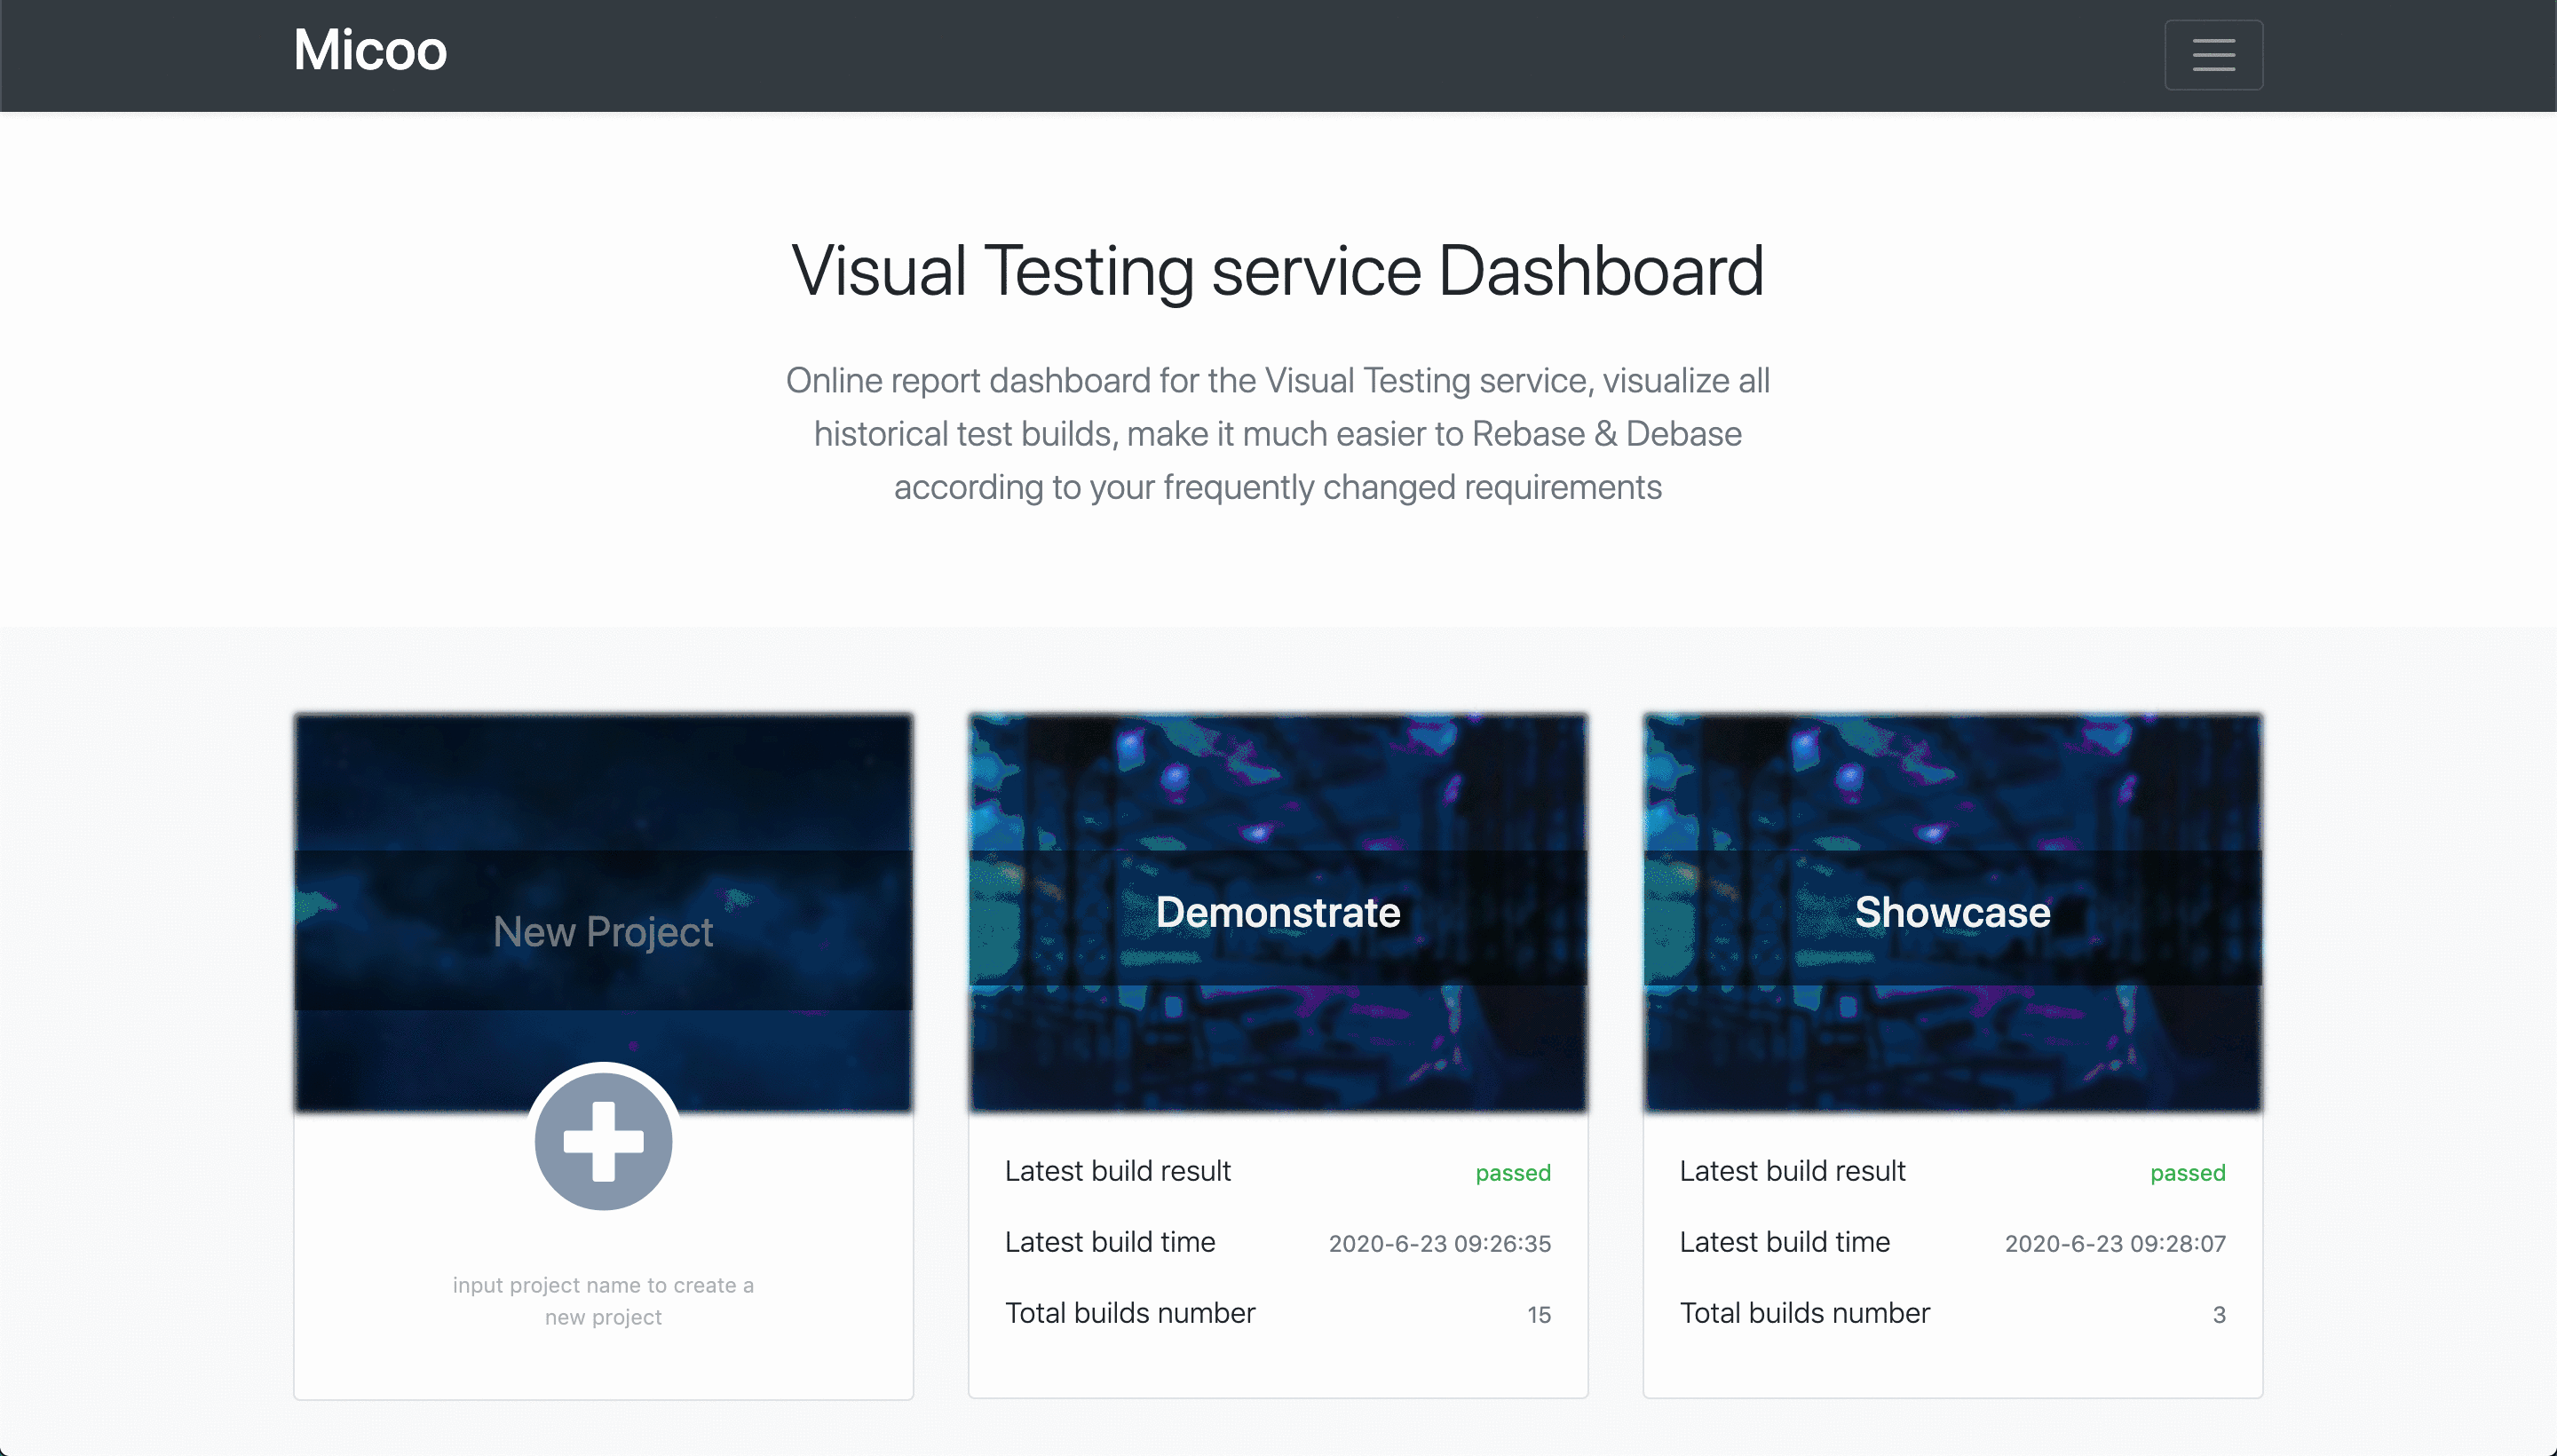 Micoo
Visual Testing service Dashboard
Online report dashboard for the Visual Testing service, visualize all
historical test builds, make it much easier to Rebase & Debase
according to your frequently changed requirements
New Project
input project name to create a
new project
Demonstrate
Latest build result passed
Latest build time 2020-6-23 09:26:35
Total builds number 15
Showcase
Latest build result passed
Latest build time 2020-6-23 09:28:07
Total builds number 3